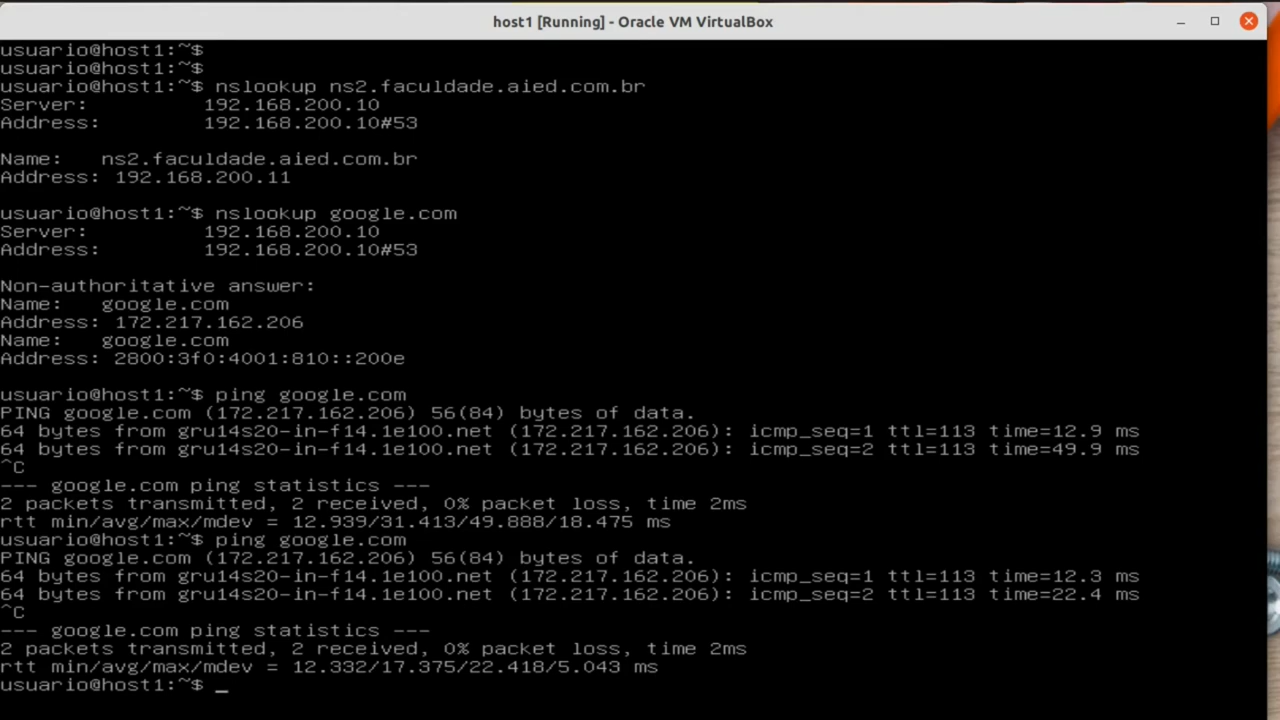 host1 [Running] - Oracle VM VirtualBox
usuario@host1:~$
usuario@host1:~$
usuario@host1:~$ nslookup ns2.faculdade.aied.com.br
Server:         192.168.200.10
Address:        192.168.200.10#53

Name:   ns2.faculdade.aied.com.br
Address: 192.168.200.11

usuario@host1:~$ nslookup google.com
Server:         192.168.200.10
Address:        192.168.200.10#53

Non-authoritative answer:
Name:   google.com
Address: 172.217.162.206
Name:   google.com
Address: 2800:3f0:4001:810::200e

usuario@host1:~$ ping google.com
PING google.com (172.217.162.206) 56(84) bytes of data.
64 bytes from gru14s20-in-f14.1e100.net (172.217.162.206): icmp_seq=1 ttl=113 time=12.9 ms
64 bytes from gru14s20-in-f14.1e100.net (172.217.162.206): icmp_seq=2 ttl=113 time=49.9 ms
^C
--- google.com ping statistics ---
2 packets transmitted, 2 received, 0% packet loss, time 2ms
rtt min/avg/max/mdev = 12.939/31.413/49.888/18.475 ms
usuario@host1:~$ ping google.com
PING google.com (172.217.162.206) 56(84) bytes of data.
64 bytes from gru14s20-in-f14.1e100.net (172.217.162.206): icmp_seq=1 ttl=113 time=12.3 ms
64 bytes from gru14s20-in-f14.1e100.net (172.217.162.206): icmp_seq=2 ttl=113 time=22.4 ms
^C
--- google.com ping statistics ---
2 packets transmitted, 2 received, 0% packet loss, time 2ms
rtt min/avg/max/mdev = 12.332/17.375/22.418/5.043 ms
usuario@host1:~$ _